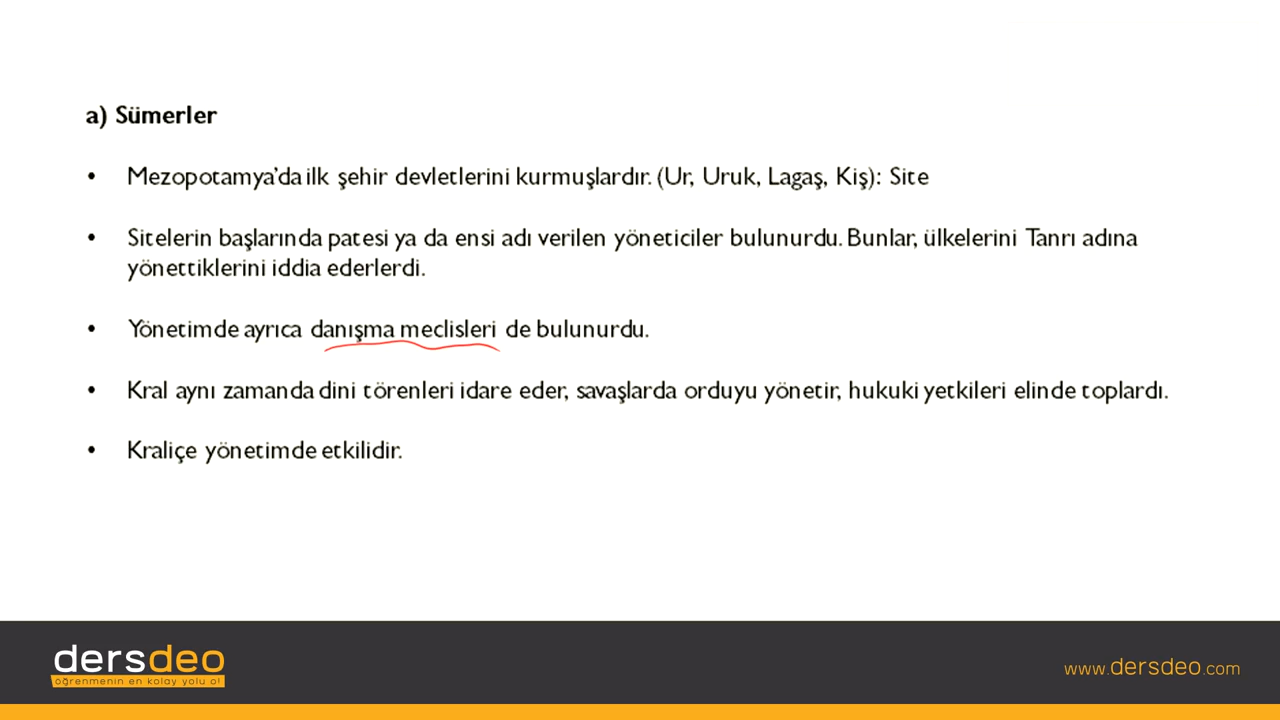 a) Sümerler
• Mezopotamya'da ilk şehir devletlerini kurmuşlardır. (Ur, Uruk, Lagaş, Kiş): Site
• Sitelerin başlarında patesi ya da ensi adı verilen yöneticiler bulunurdu. Bunlar, ülkelerini Tanrı adına
yönettiklerini iddia ederlerdi.
• Yönetimde ayrıca danışma meclisleri de bulunurdu.
• Kral aynı zamanda dini törenleri idare eder, savaşlarda orduyu yönetir, hukuki yetkileri elinde toplardı.
• Kraliçe yönetimde etkilidir.
dersdeo
öğrenmenin en kolay yolu o!
www.dersdeo.com